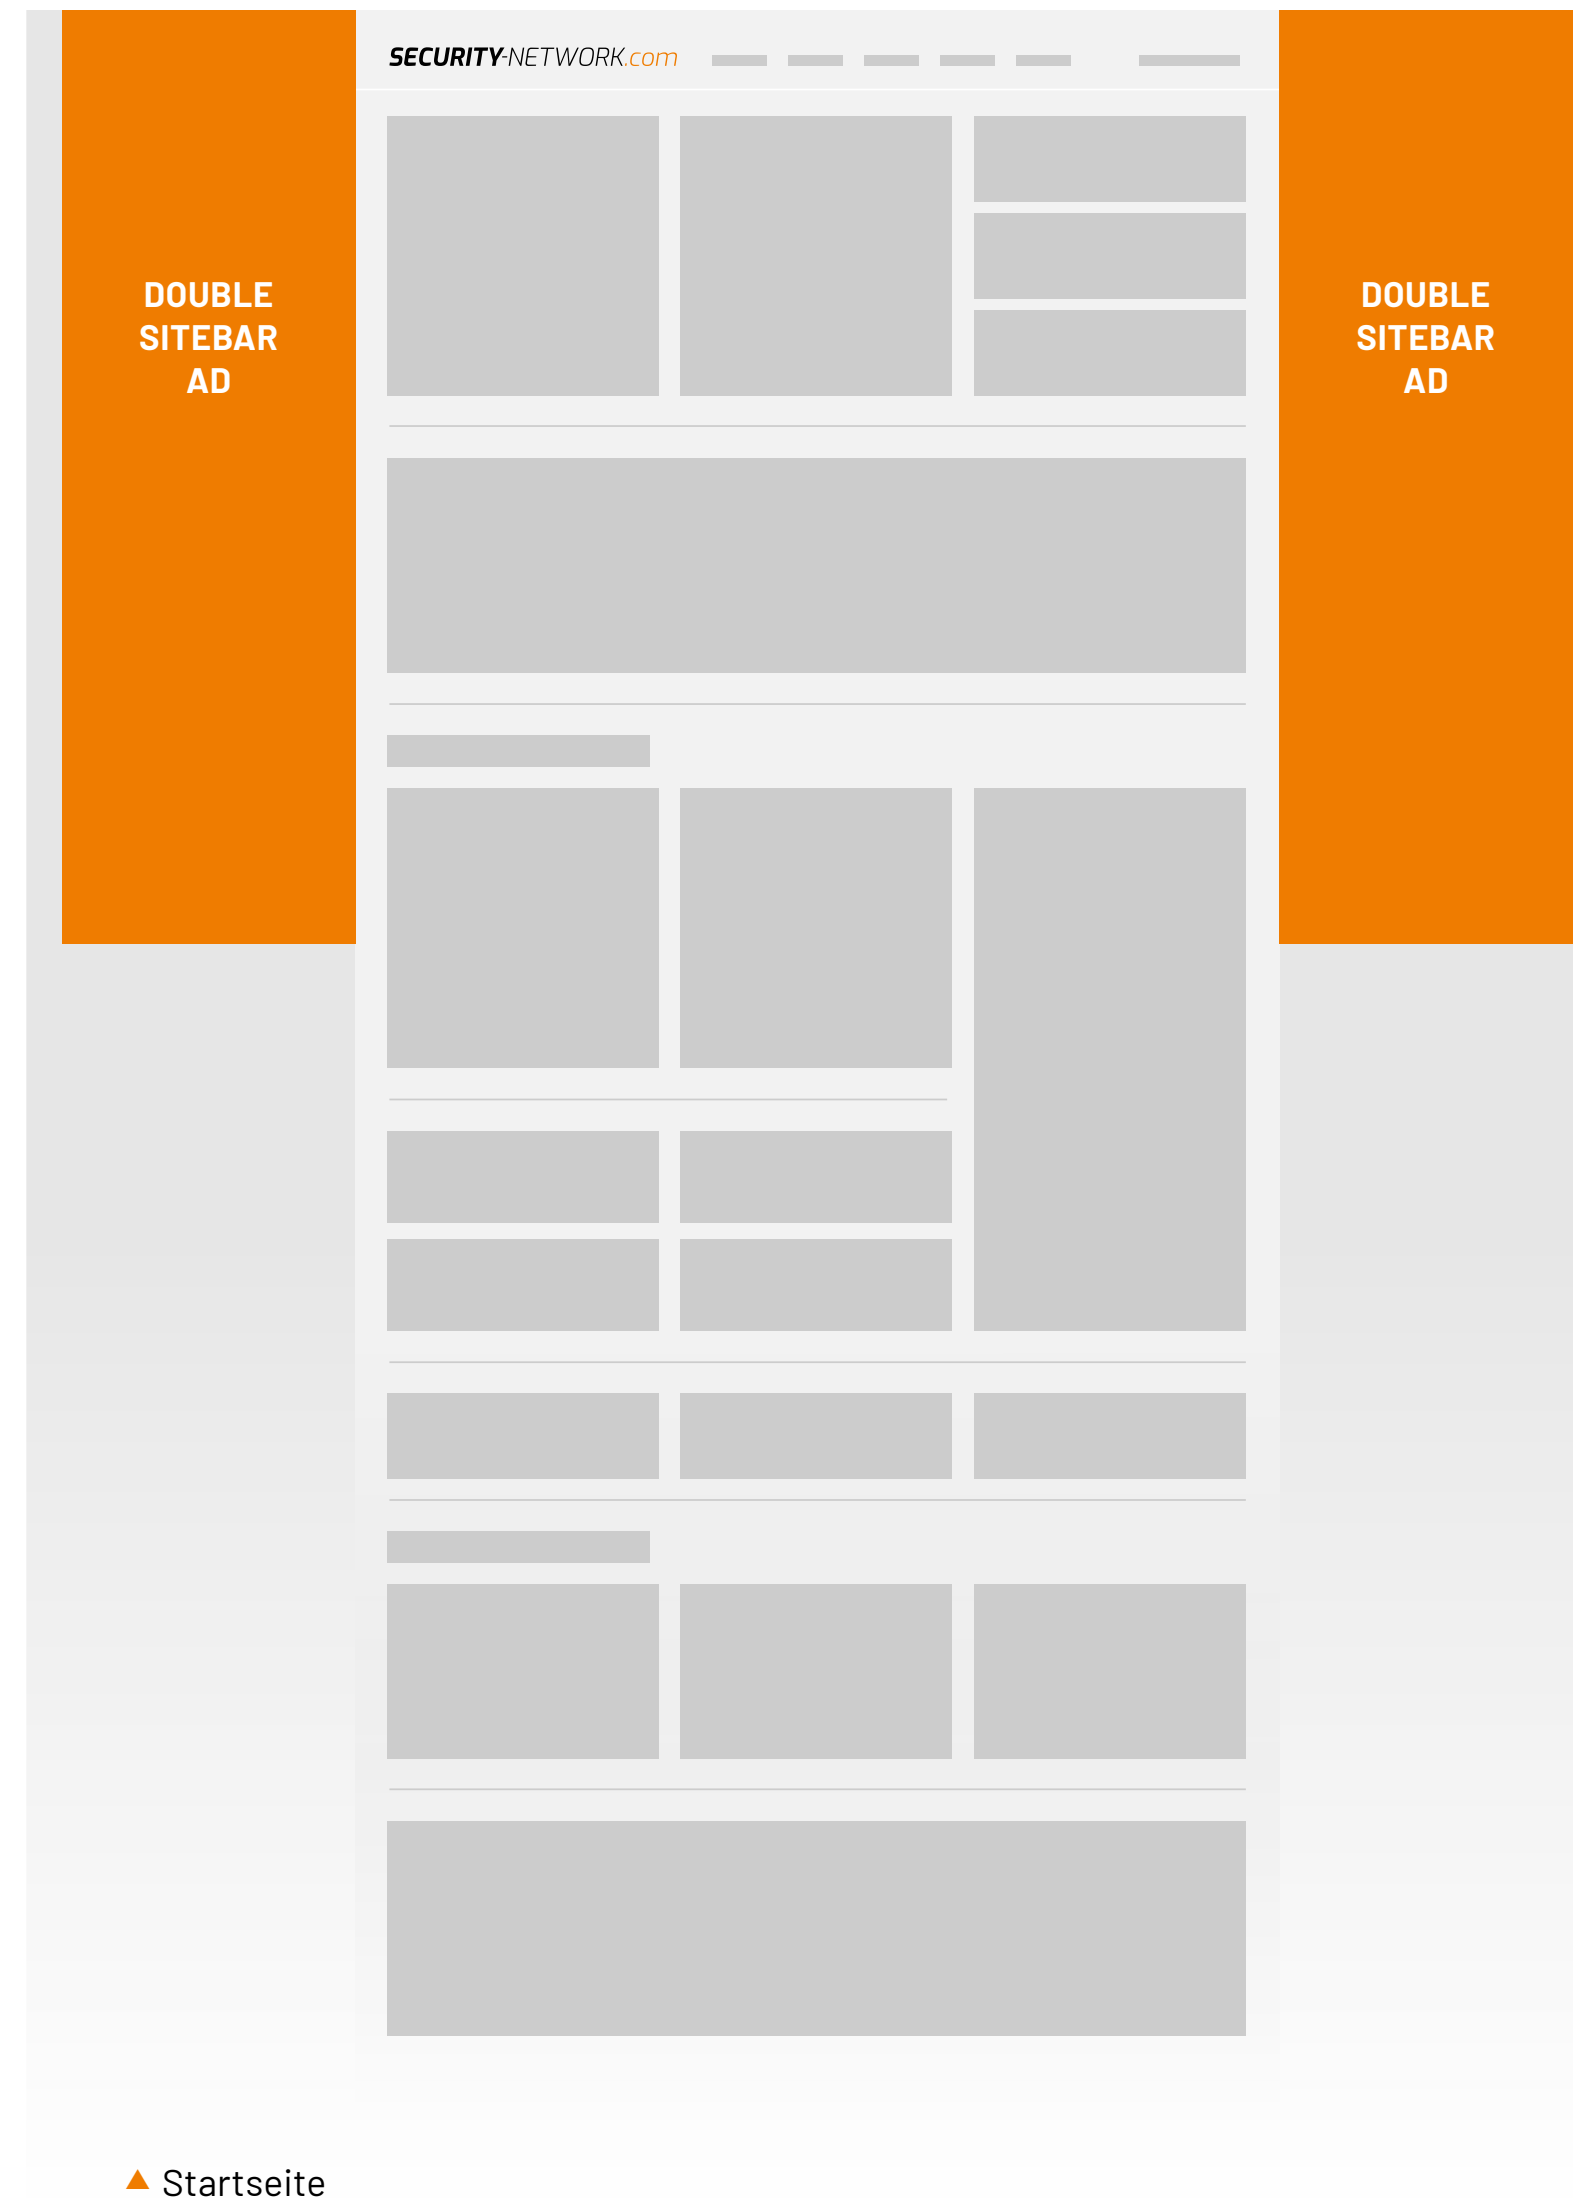 SECURITY-NETWORK.com
DOUBLE
SITEBAR
AD
DOUBLE
SITEBAR
AD
Startseite